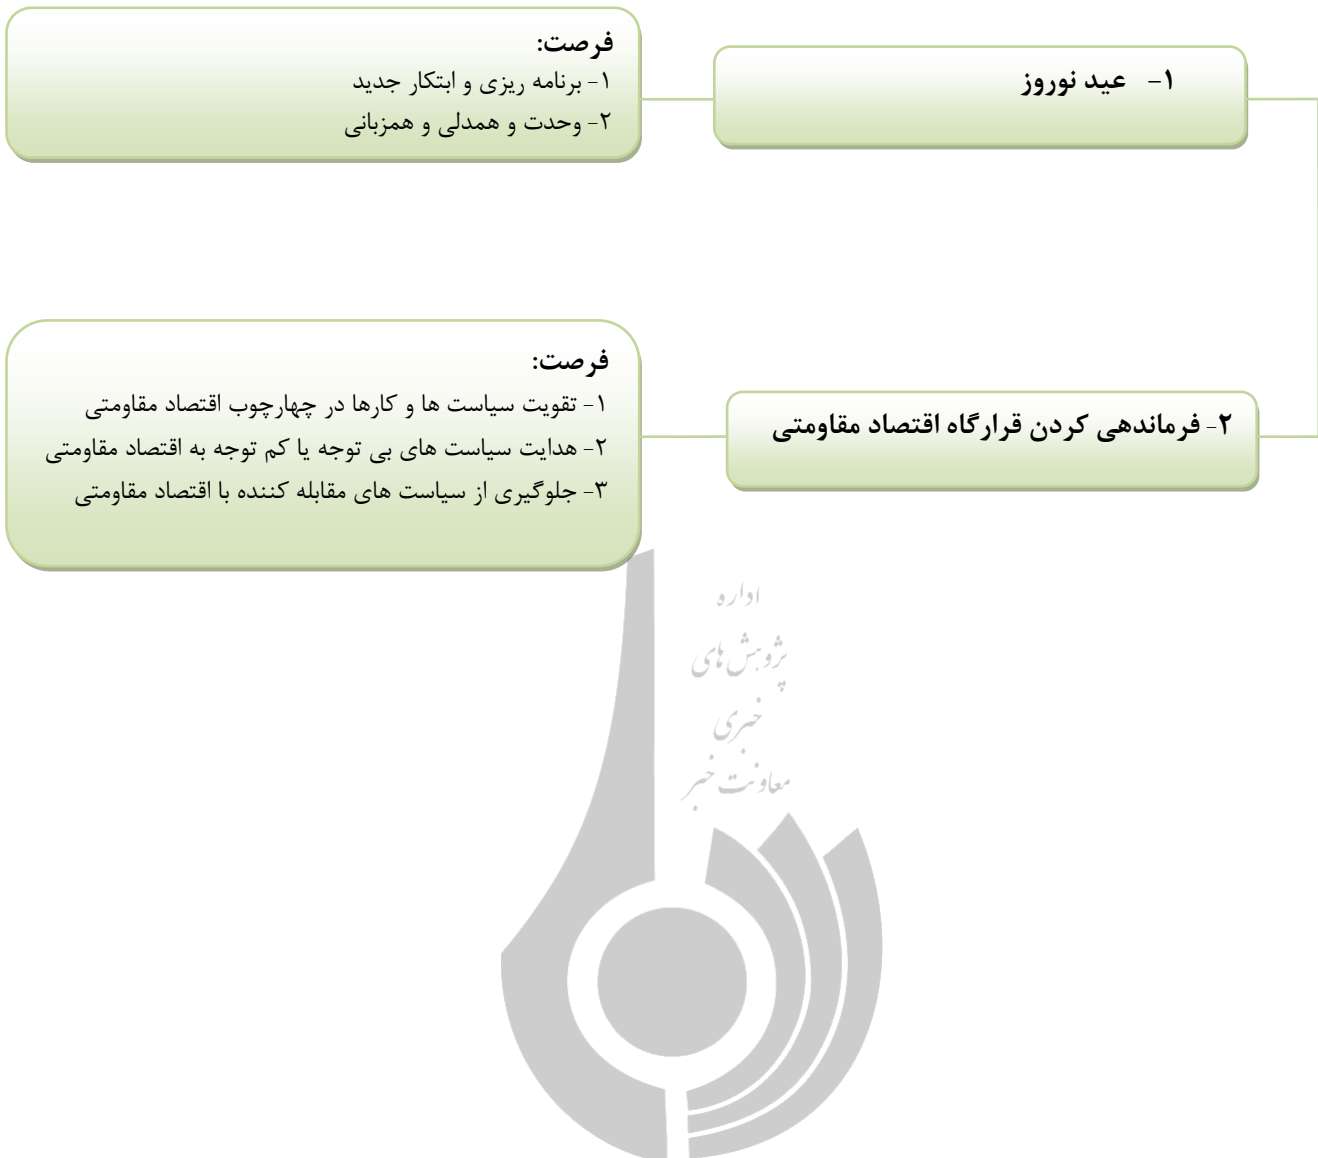 ۱- عید نوروز
فرصت:
۱- برنامه ریزی و ابتکار جدید
۲- وحدت و همدلی و همزبانی
۲- فرماندهی کردن قرارگاه اقتصاد مقاومتی
فرصت:
۱- تقویت سیاست ها و کارها در چهارچوب اقتصاد مقاومتی
۲- هدایت سیاست های بی توجه یا کم توجه به اقتصاد مقاومتی
۳- جلوگیری از سیاست های مقابله کننده با اقتصاد مقاومتی
اداره
پژوهش های
خبری
معاونت خبر